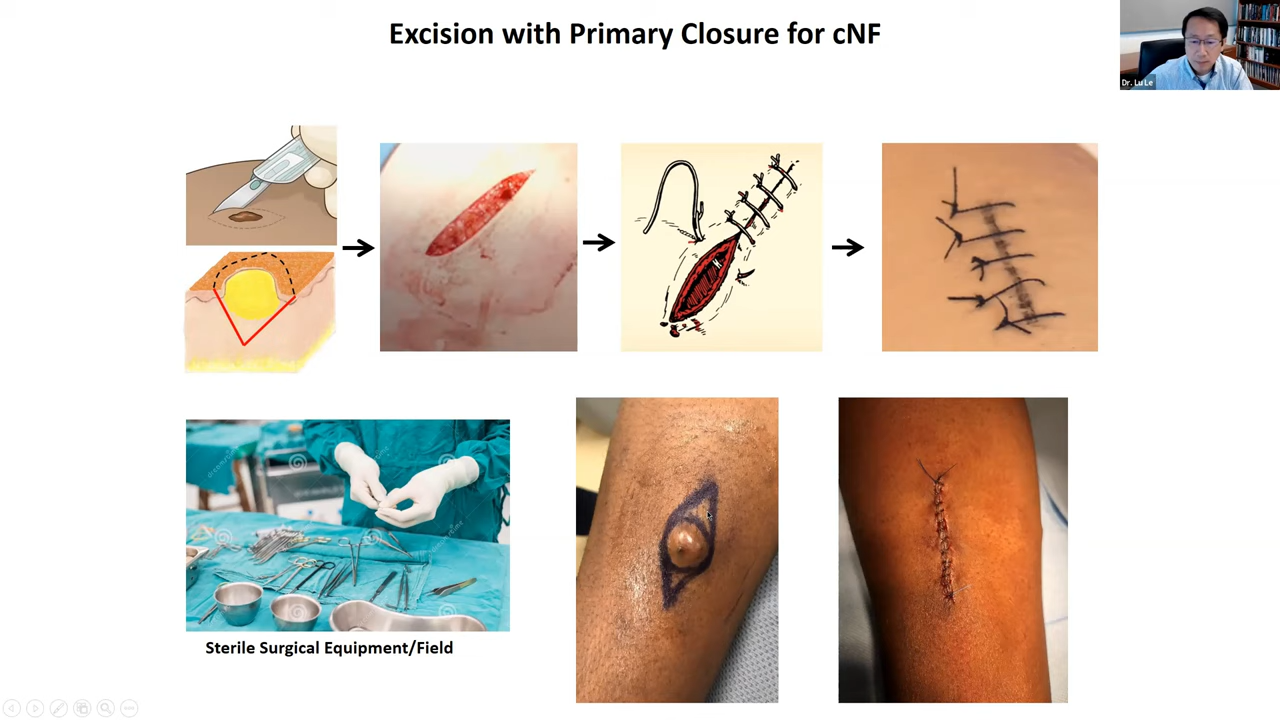 Excision with Primary Closure for cNF
Dr. Lu Le
Sterile Surgical Equipment/Field